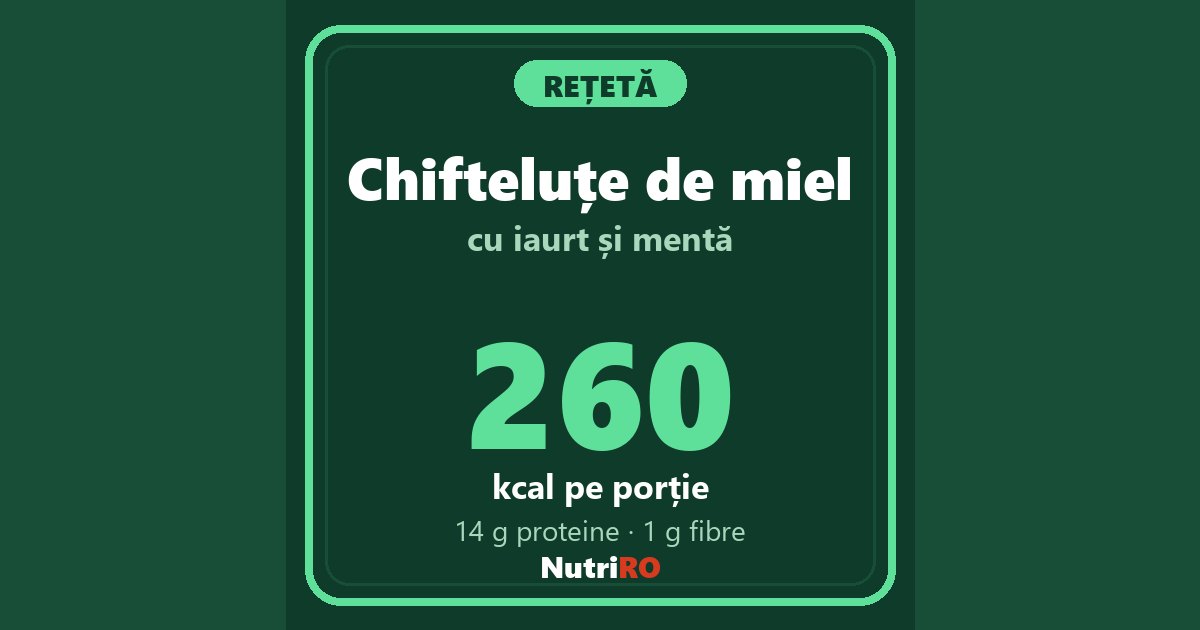 REȚETĂ
Chifteluțe de miel
cu iaurt și mentă
260
kcal pe porție
14 g proteine · 1 g fibre
NutriRO